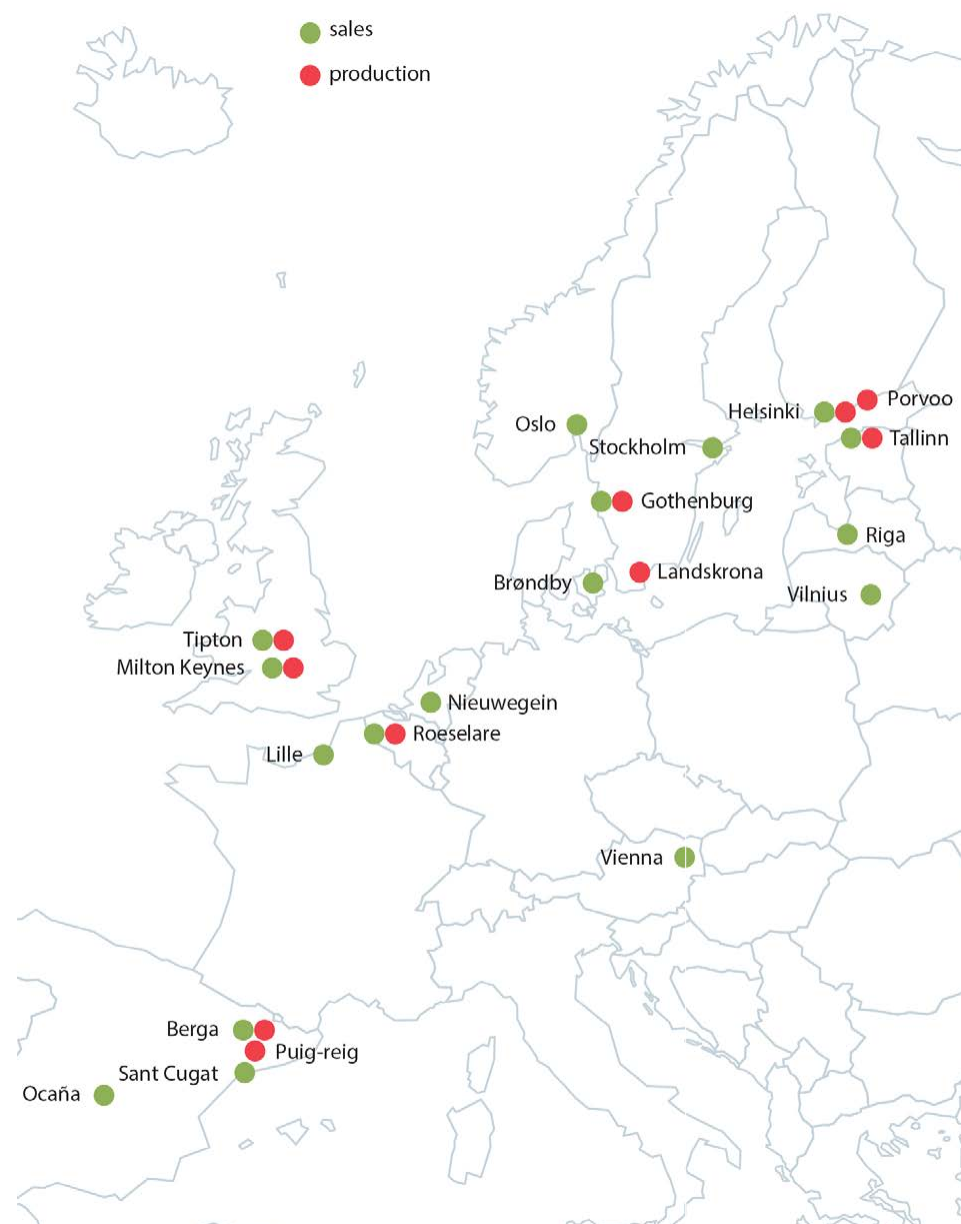 sales
production
Porvoo
Helsinki
Oslo
Tallinn
Stockholm
Gothenburg
Riga
Landskrona
Brøndby
Vilnius
Tipton
Milton Keynes
Nieuwegein
Roeselare
Lille
Vienna
Berga
Puig-reig
Sant Cugat
Ocaña